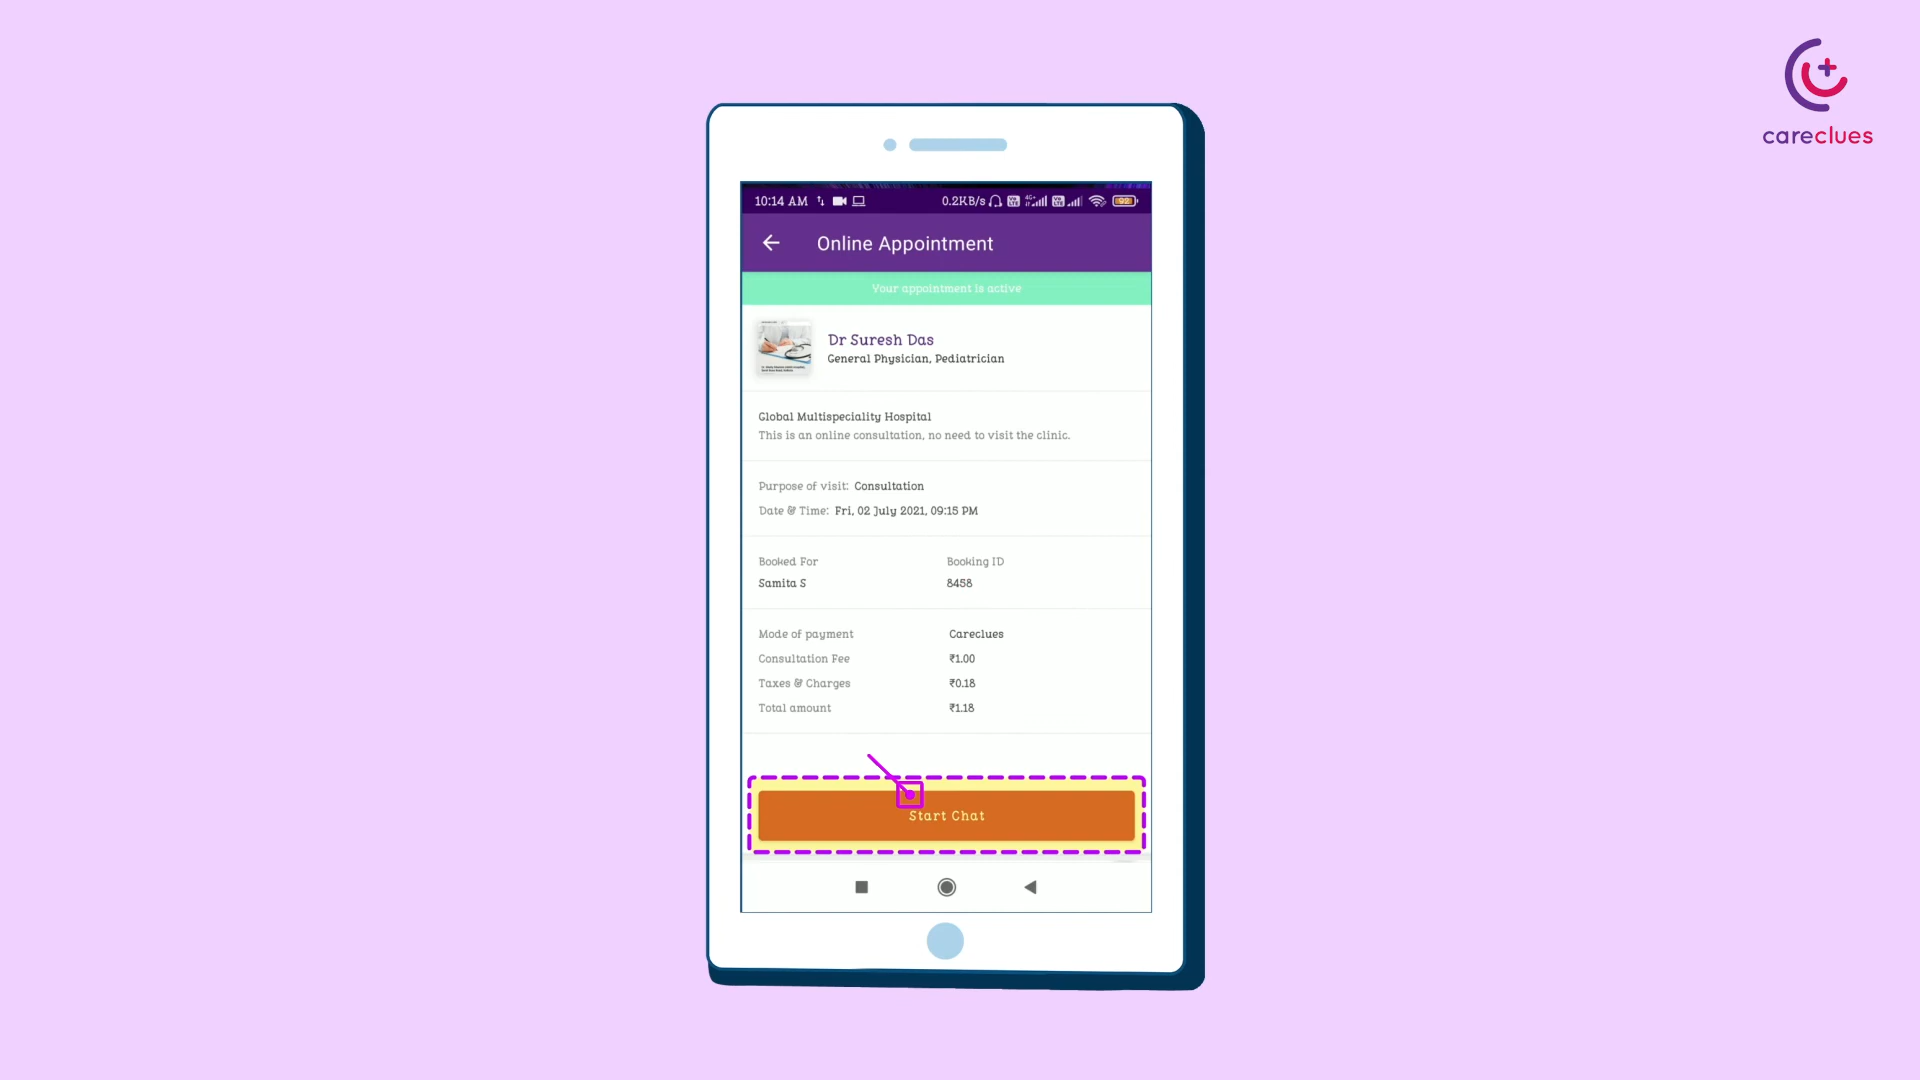 careclues
10:14 AM 0.2KB/s 4G+ 92
Online Appointment
Your appointment is active
Dr Suresh Das
General Physician, Pediatrician
Global Multispeciality Hospital
This is an online consultation, no need to visit the clinic.
Purpose of visit: Consultation
Date & Time: Fri, 02 July 2021, 09:15 PM
Booked For Booking ID
Samita S 8458
Mode of payment Careclues
Consultation Fee ₹1.00
Taxes & Charges ₹0.18
Total amount ₹1.18
Start Chat